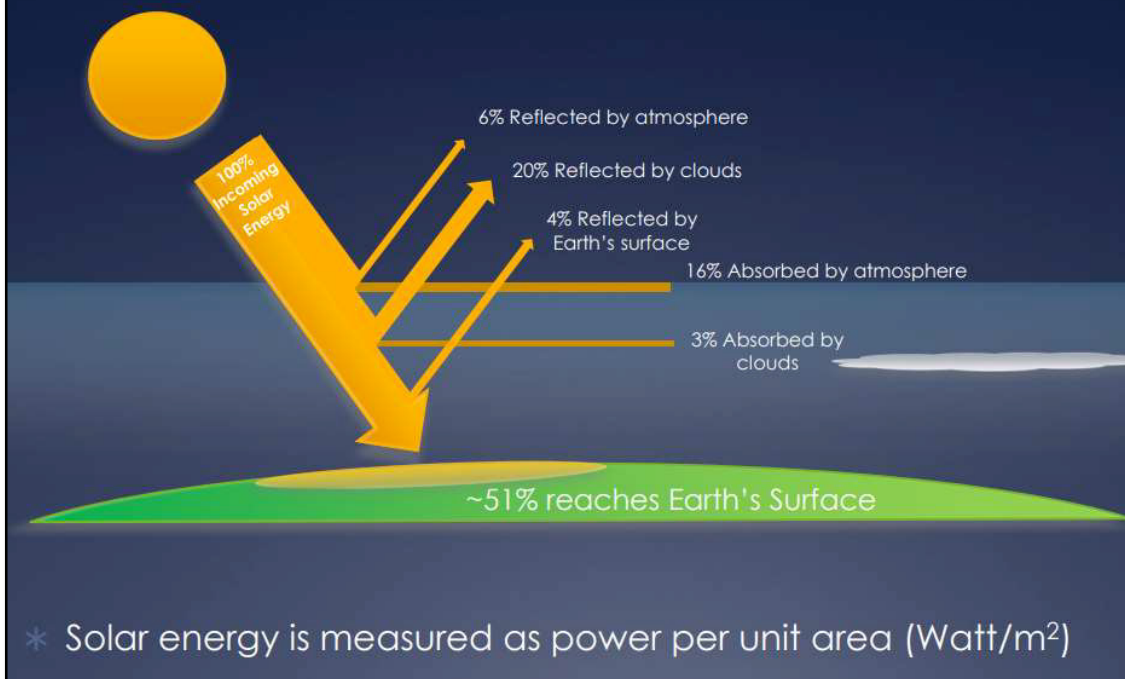 100%
Incoming
Solar
Energy
6% Reflected by atmosphere
20% Reflected by clouds
4% Reflected by
Earth’s surface
16% Absorbed by atmosphere
3% Absorbed by
clouds
~51% reaches Earth’s Surface
* Solar energy is measured as power per unit area (Watt/m²)